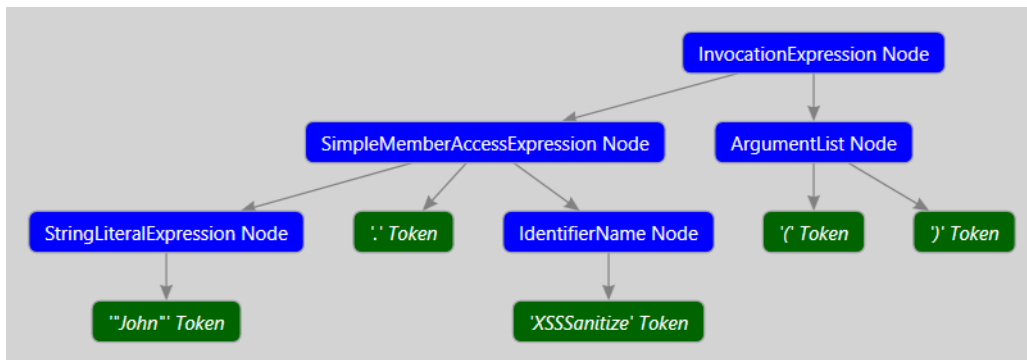 InvocationExpression Node
SimpleMemberAccessExpression Node
ArgumentList Node
StringLiteralExpression Node
'.' Token
IdentifierName Node
'(' Token
')' Token
'"John"' Token
'XSSSanitize' Token